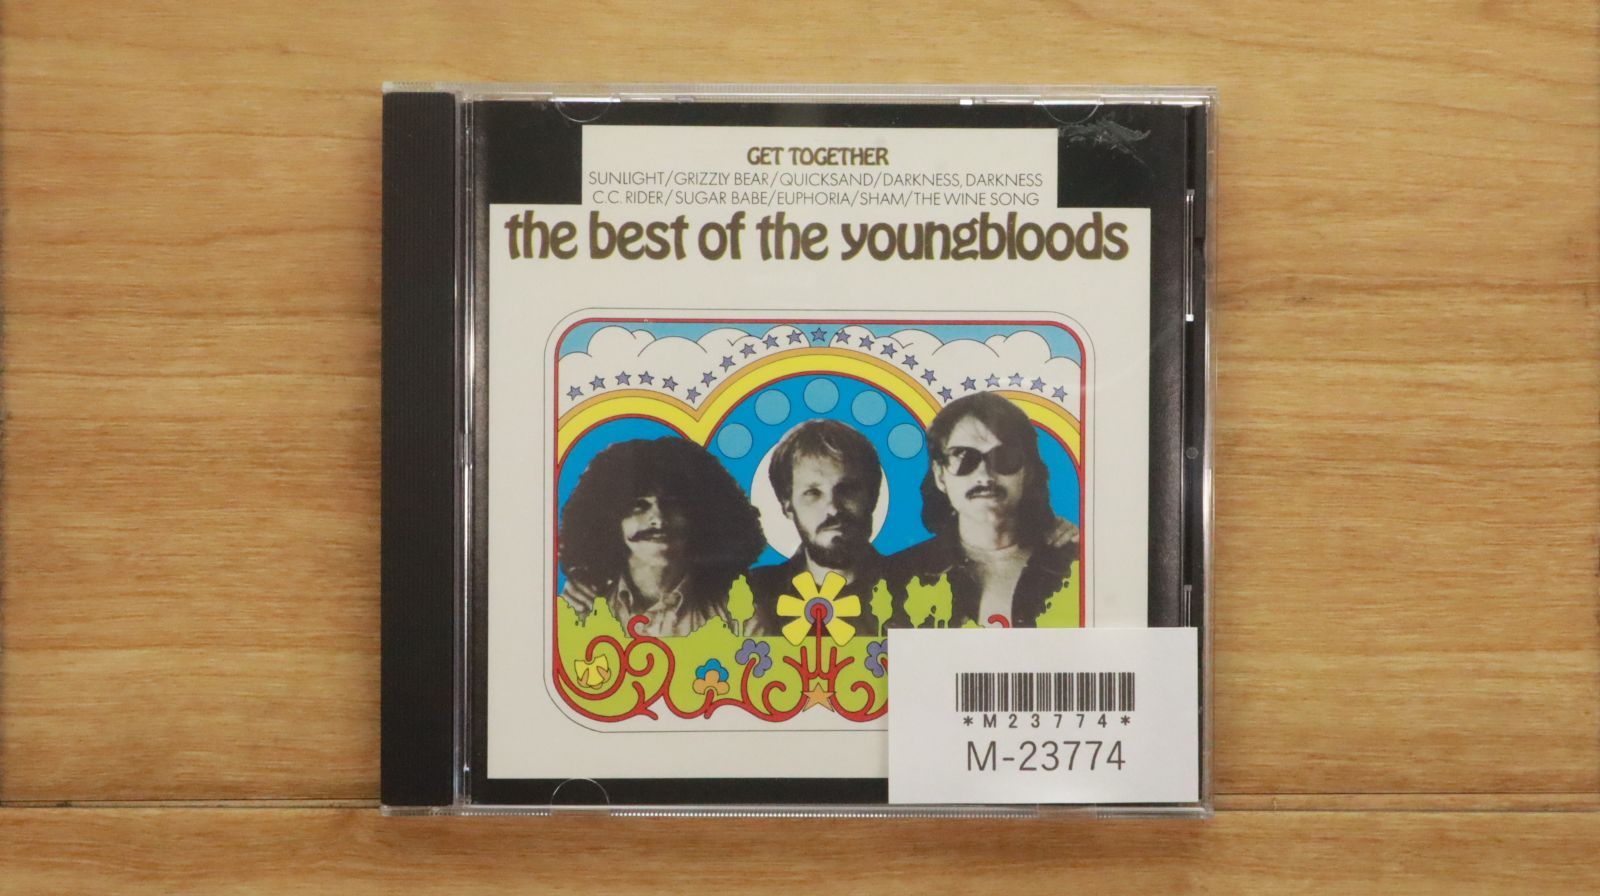 GET TOGETHER
SUNLIGHT/GRIZZLY BEAR/QUICKSAND/DARKNESS, DARKNESS
C.C. RIDER/SUGAR BABE/EUPHORIA/SHAM/THE WINE SONG
the best of the youngbloods
*M23774*
M-23774